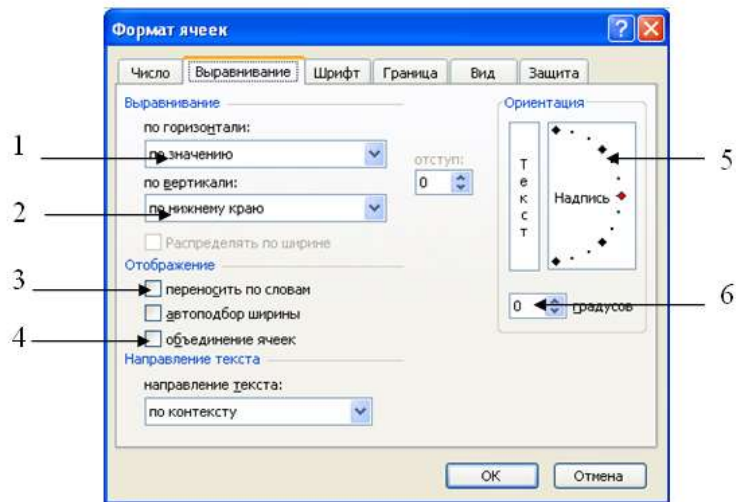 Формат ячеек
Число Выравнивание Шрифт Граница Вид Защита
Выравнивание
по горизонтали:
по значению
отступ:
0
по вертикали:
по нижнему краю
Распределять по ширине
Отображение
переносить по словам
автоподбор ширины
объединение ячеек
Направление текста
направление текста:
по контексту
Ориентация
Текст
Надпись
0 градусов
ОК Отмена
1
2
3
4
5
6